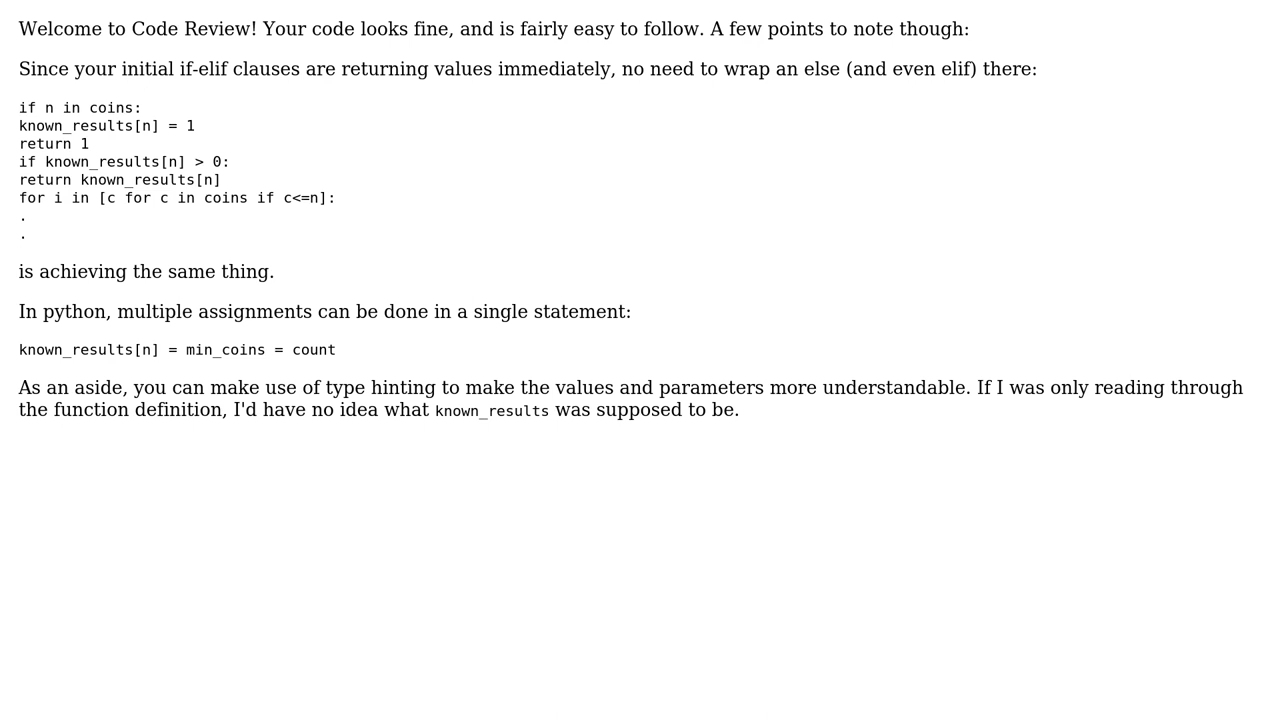 Welcome to Code Review! Your code looks fine, and is fairly easy to follow. A few points to note though:
Since your initial if-elif clauses are returning values immediately, no need to wrap an else (and even elif) there:
if n in coins:
known_results[n] = 1
return 1
if known_results[n] > 0:
return known_results[n]
for i in [c for c in coins if c<=n]:
.
.
is achieving the same thing.
In python, multiple assignments can be done in a single statement:
known_results[n] = min_coins = count
As an aside, you can make use of type hinting to make the values and parameters more understandable. If I was only reading through
the function definition, I'd have no idea what known_results was supposed to be.